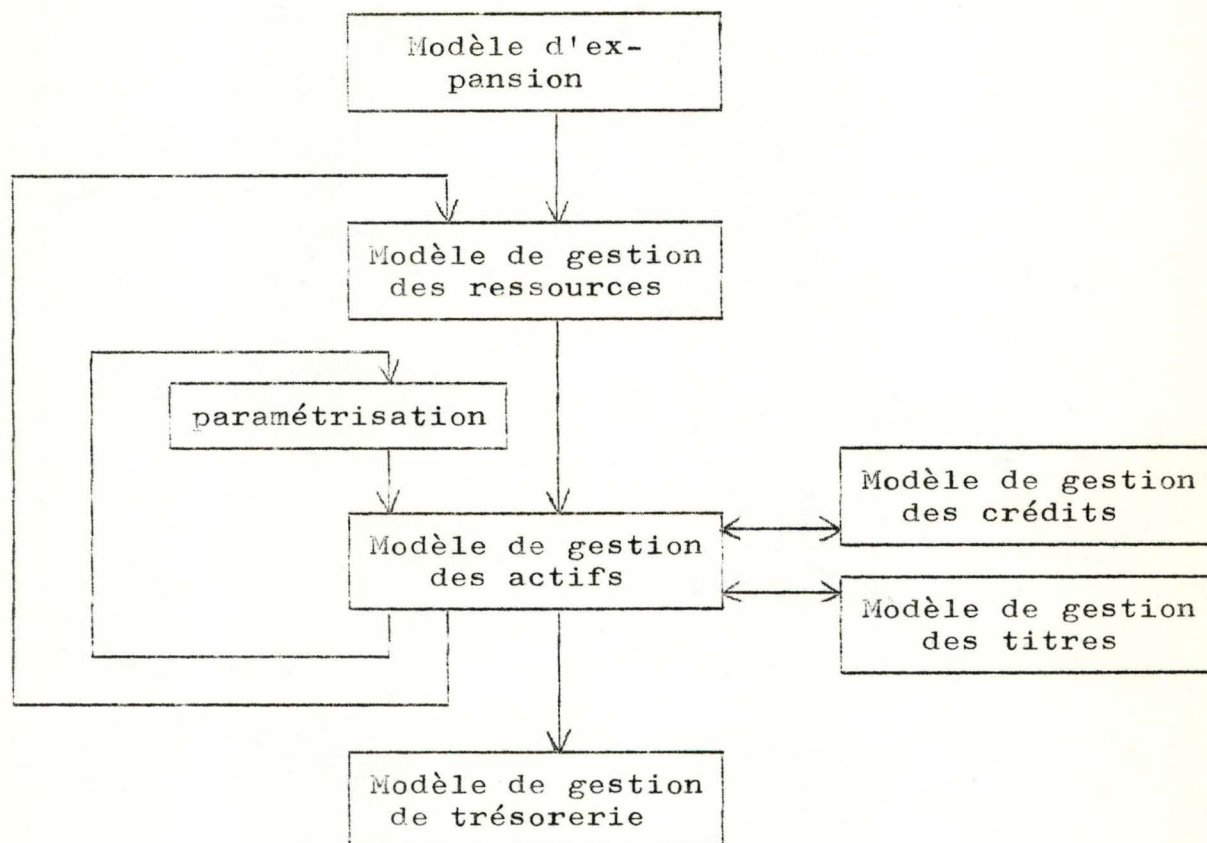 Modèle d'ex-
pansion
Modèle de gestion
des ressources
paramétrisation
Modèle de gestion
des actifs
Modèle de gestion
des crédits
Modèle de gestion
des titres
Modèle de gestion
de trésorerie